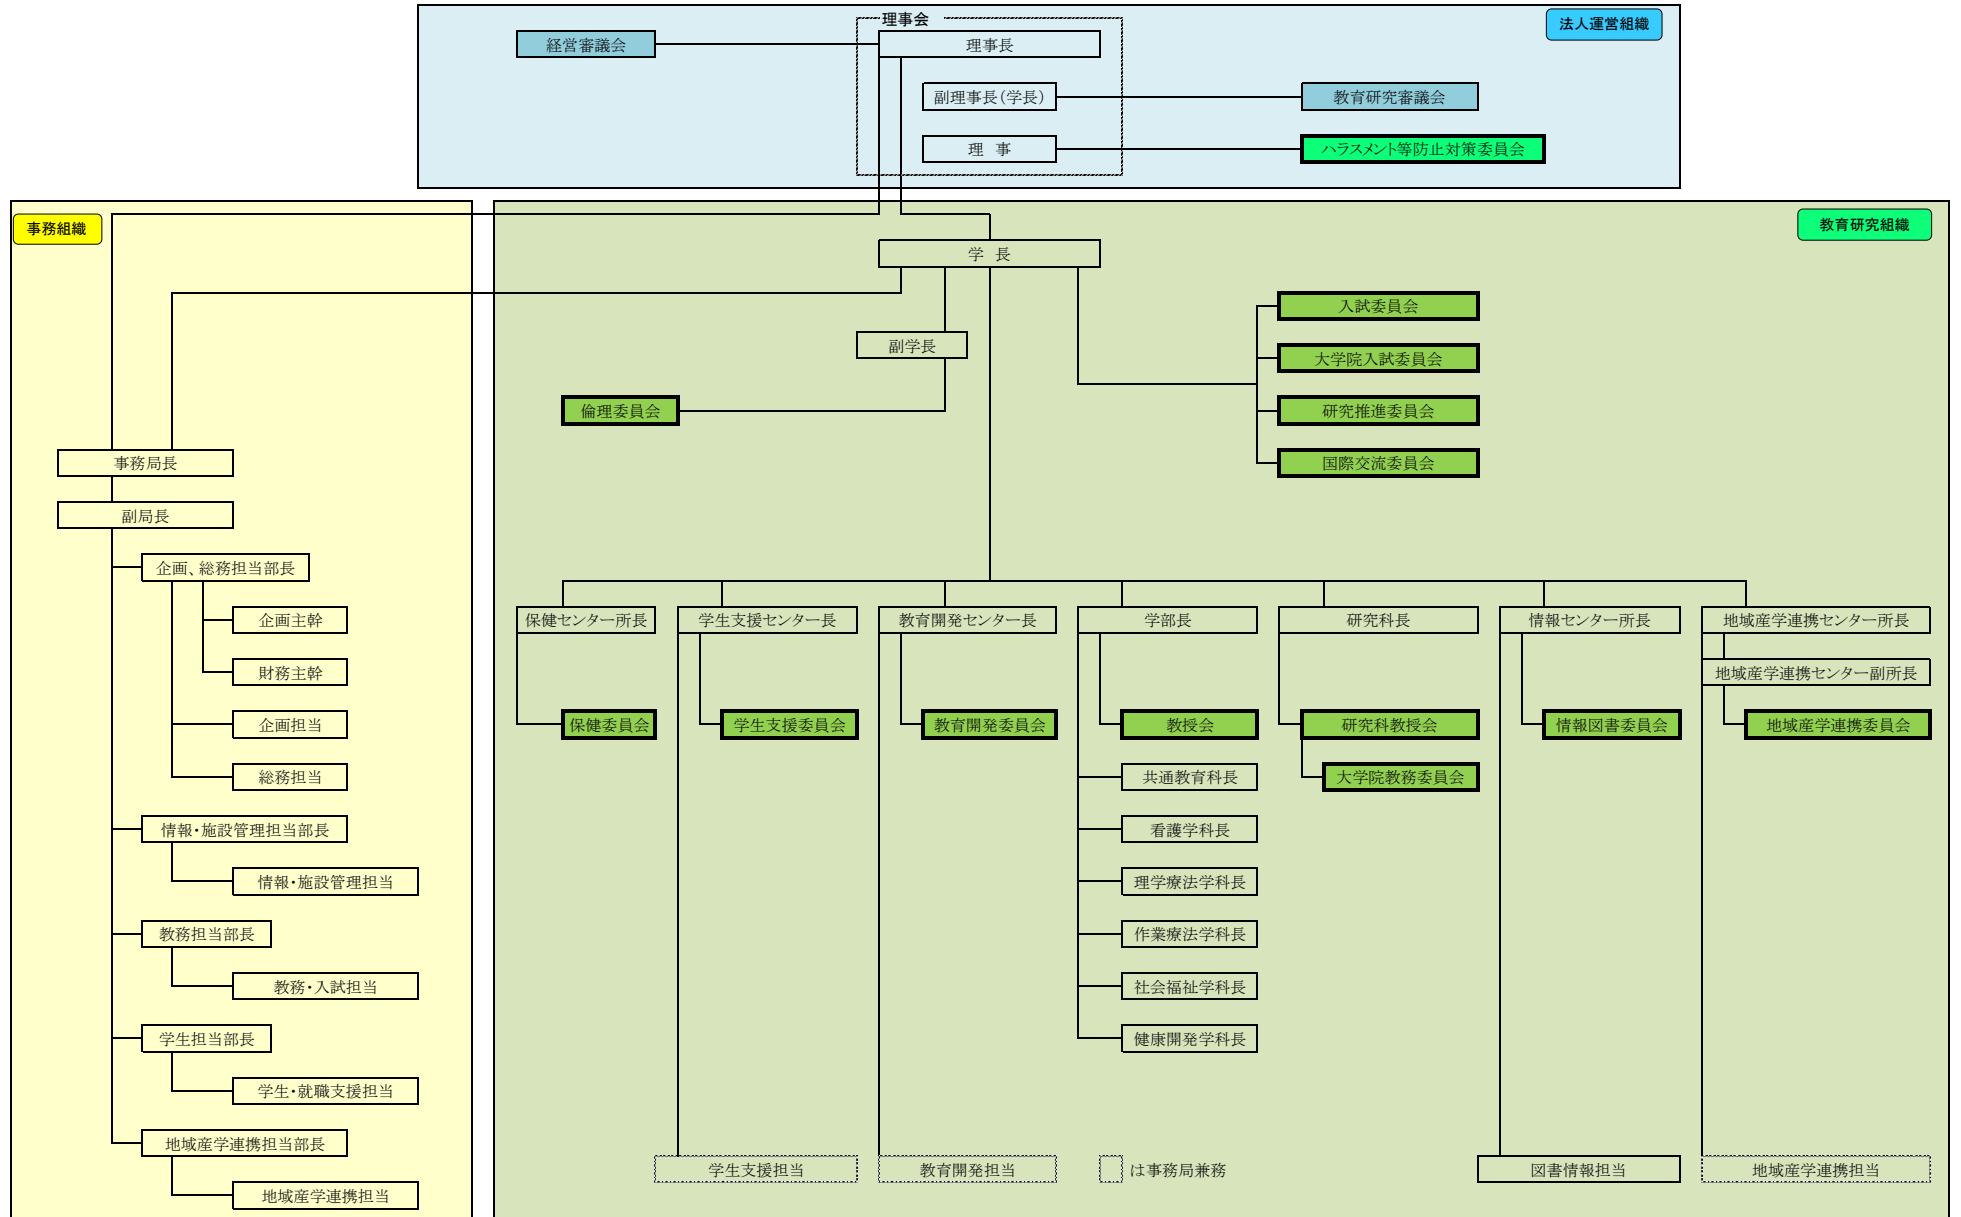 理事会
法人運営組織
経営審議会
理事長
副理事長（学長）
教育研究審議会
理　事
ハラスメント等防止対策委員会
事務組織
教育研究組織
学　長
入試委員会
副学長
大学院入試委員会
倫理委員会
研究推進委員会
事務局長
国際交流委員会
副局長
企画、総務担当部長
企画主幹
財務主幹
企画担当
総務担当
情報・施設管理担当部長
情報・施設管理担当
教務担当部長
教務・入試担当
学生担当部長
学生・就職支援担当
地域産学連携担当部長
地域産学連携担当
保健センター所長
学生支援センター長
教育開発センター長
学部長
研究科長
情報センター所長
地域産学連携センター所長
地域産学連携センター副所長
保健委員会
学生支援委員会
教育開発委員会
教授会
研究科教授会
情報図書委員会
地域産学連携委員会
共通教育科長
大学院教務委員会
看護学科長
理学療法学科長
作業療法学科長
社会福祉学科長
健康開発学科長
学生支援担当
教育開発担当
は事務局兼務
図書情報担当
地域産学連携担当